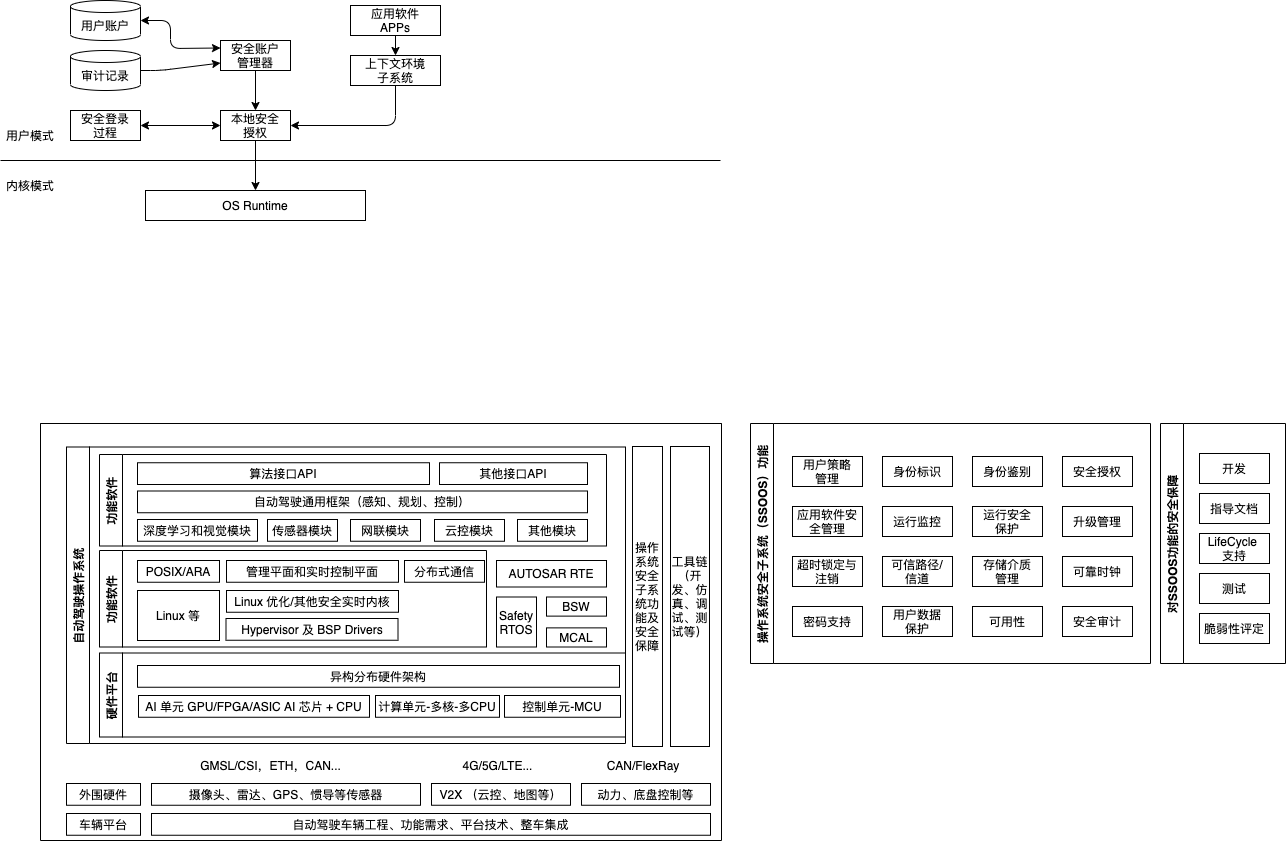 用户账户
审计记录
安全登录
过程
安全账户
管理器
本地安全
授权
应用软件
APPs
上下文环境
子系统
用户模式
内核模式
OS Runtime
自动驾驶操作系统
功能软件
算法接口API
其他接口API
自动驾驶通用框架（感知、规划、控制）
深度学习和视觉模块
传感器模块
网联模块
云控模块
其他模块
功能软件
POSIX/ARA
管理平面和实时控制平面
分布式通信
Linux 等
Linux 优化/其他安全实时内核
Hypervisor 及 BSP Drivers
AUTOSAR RTE
Safety
RTOS
BSW
MCAL
硬件平台
异构分布硬件架构
AI 单元 GPU/FPGA/ASIC AI 芯片 + CPU
计算单元-多核-多CPU
控制单元-MCU
操作
系统
安全
子系
统功
能及
安全
保障
工具链
（开
发、仿
真、调
试、测
试等）
GMSL/CSI，ETH，CAN...
4G/5G/LTE...
CAN/FlexRay
外围硬件
摄像头、雷达、GPS、惯导等传感器
V2X （云控、地图等）
动力、底盘控制等
车辆平台
自动驾驶车辆工程、功能需求、平台技术、整车集成
操作系统安全子系统（SSOOS）功能
用户策略
管理
身份标识
身份鉴别
安全授权
应用软件安
全管理
运行监控
运行安全
保护
升级管理
超时锁定与
注销
可信路径/
信道
存储介质
管理
可靠时钟
密码支持
用户数据
保护
可用性
安全审计
对SSOOS功能的安全保障
开发
指导文档
LifeCycle
支持
测试
脆弱性评定